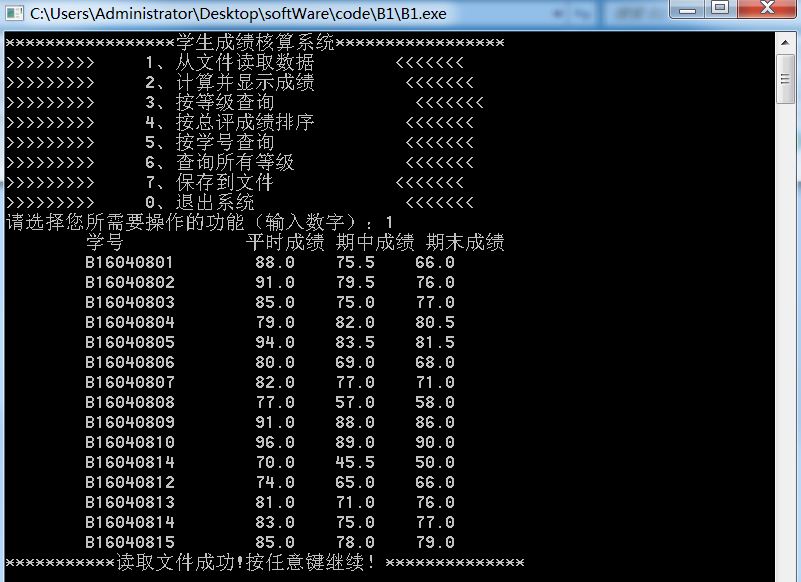 C:\Users\Administrator\Desktop\softWare\code\B1\B1.exe
*****************学生成绩核算系统*****************
>>>>>>>>>     1、从文件读取数据        <<<<<<<
>>>>>>>>>     2、计算并显示成绩         <<<<<<<
>>>>>>>>>     3、按等级查询              <<<<<<<
>>>>>>>>>     4、按总评成绩排序         <<<<<<<
>>>>>>>>>     5、按学号查询             <<<<<<<
>>>>>>>>>     6、查询所有等级           <<<<<<<
>>>>>>>>>     7、保存到文件            <<<<<<<
>>>>>>>>>     0、退出系统               <<<<<<<
请选择您所需要操作的功能（输入数字）：1
学号            平时成绩 期中成绩 期末成绩
B16040801        88.0    75.5    66.0
B16040802        91.0    79.5    76.0
B16040803        85.0    75.0    77.0
B16040804        79.0    82.0    80.5
B16040805        94.0    83.5    81.5
B16040806        80.0    69.0    68.0
B16040807        82.0    77.0    71.0
B16040808        77.0    57.0    58.0
B16040809        91.0    88.0    86.0
B16040810        96.0    89.0    90.0
B16040814        70.0    45.5    50.0
B16040812        74.0    65.0    66.0
B16040813        81.0    71.0    76.0
B16040814        83.0    75.0    77.0
B16040815        85.0    78.0    79.0
***********读取文件成功!按任意键继续! **************